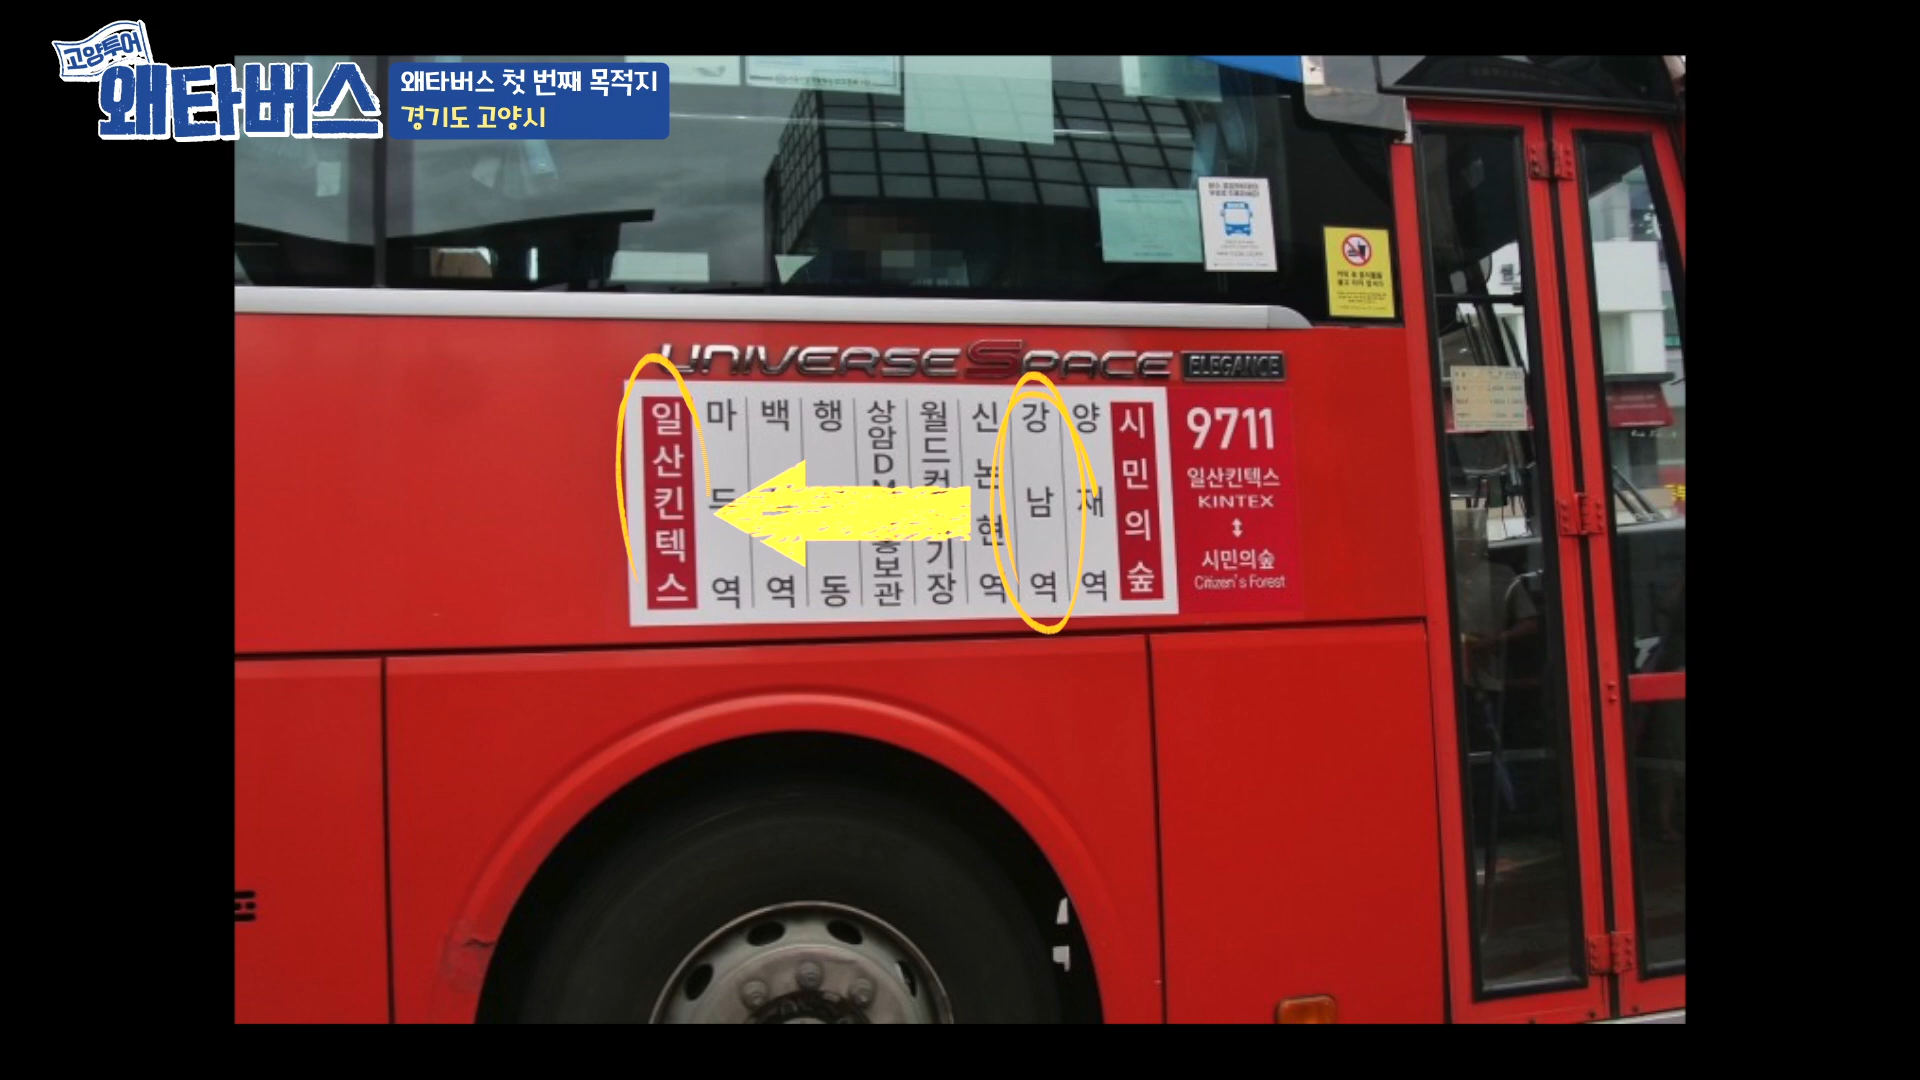 고양투어
왜타버스
왜타버스 첫 번째 목적지
경기도 고양시
UNIVERSE SPACE ELEGANCE
일산킨텍스
마두역
백 역
행 동
상암DM 홍보관
월드컵 기장
신논현역
강남역
양재역
시민의숲
9711
일산킨텍스
KINTEX
↕
시민의숲
Citizen's Forest